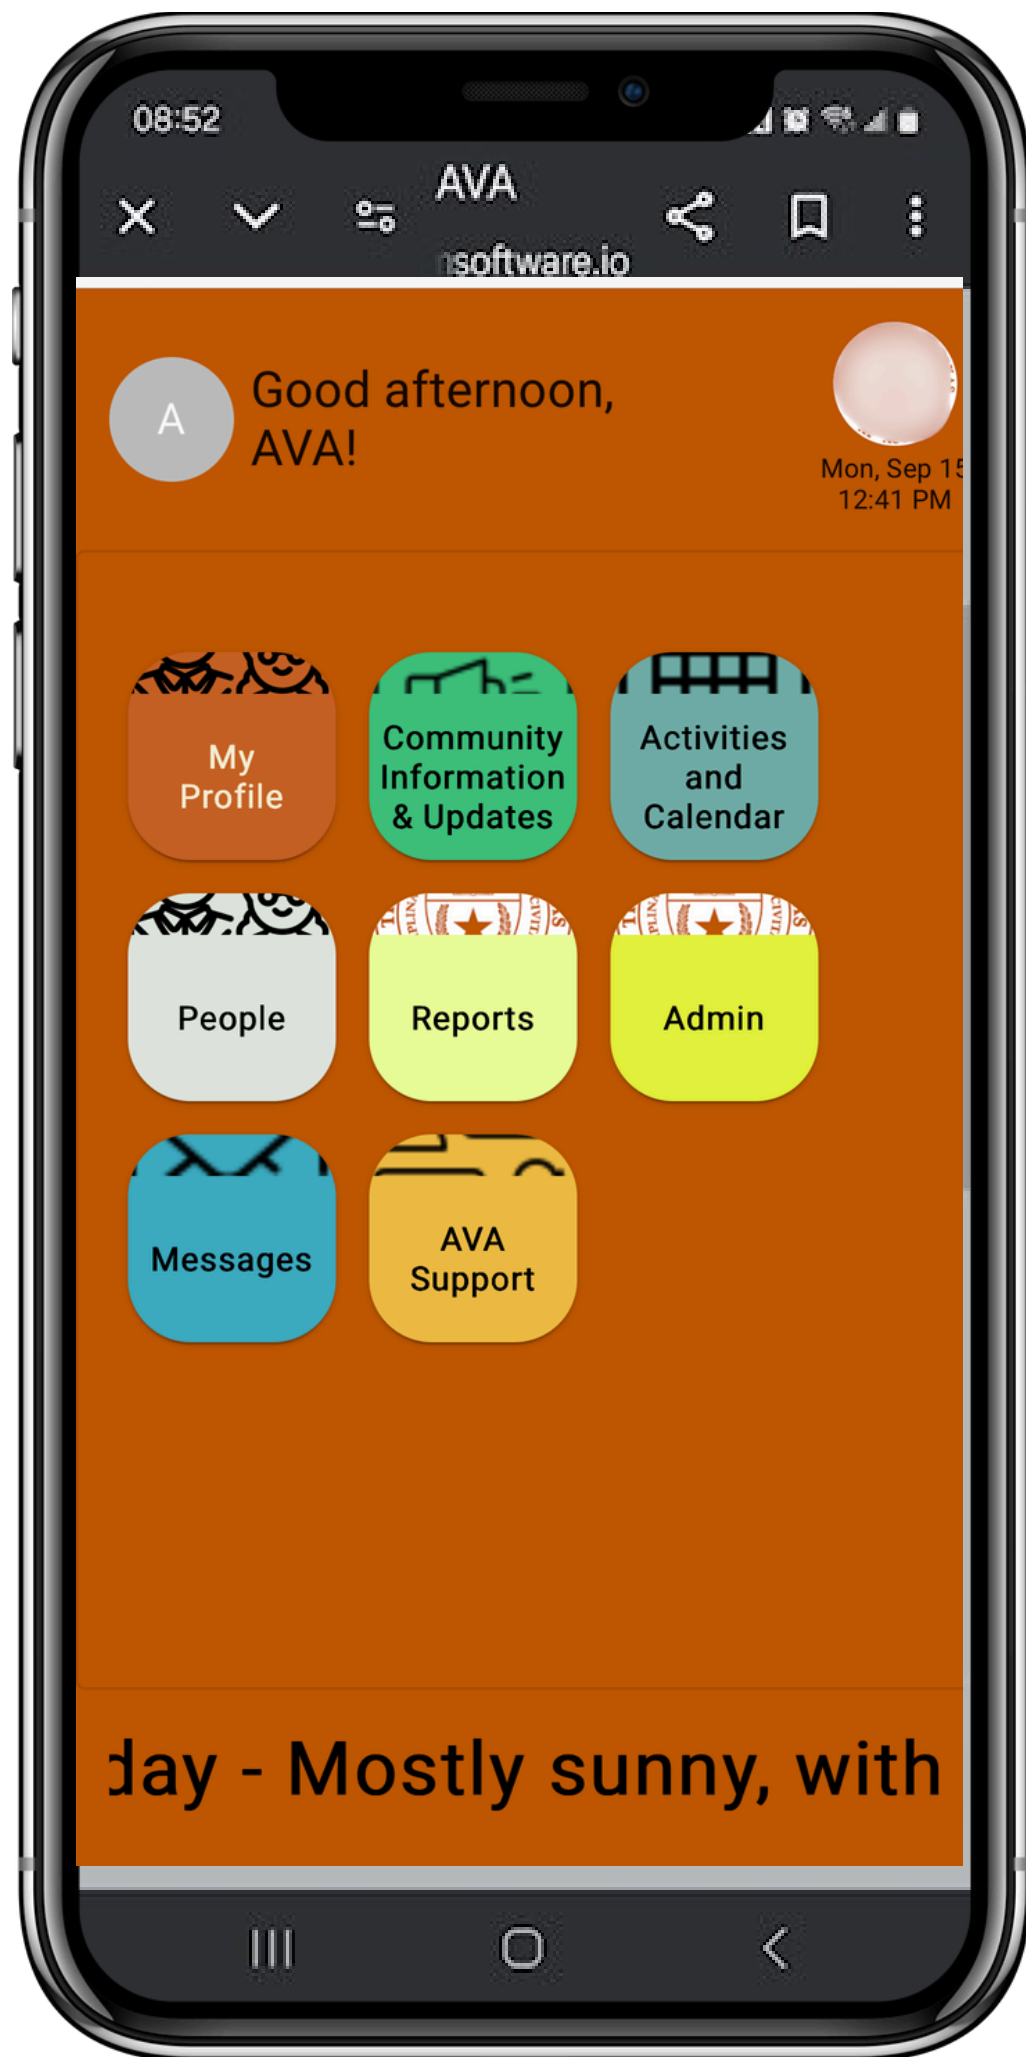 08:52
AVA
software.io
A
Good afternoon,
AVA!
Mon, Sep 15
12:41 PM
My
Profile
Community
Information
& Updates
Activities
and
Calendar
People
Reports
Admin
Messages
AVA
Support
day - Mostly sunny, with